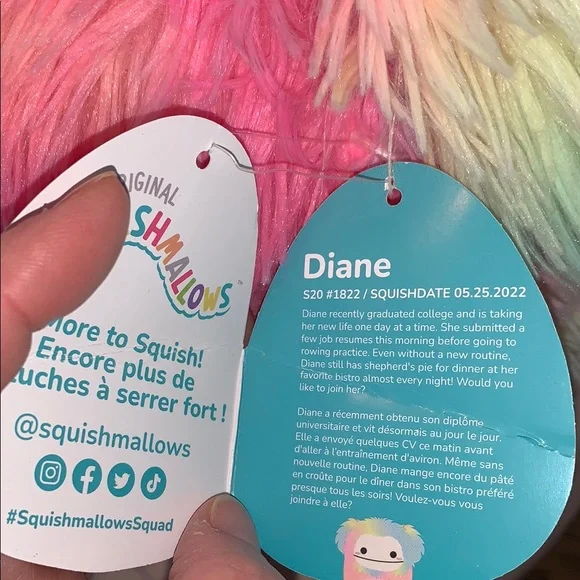 RIGINAL
SHMALLOWS™
More to Squish!
Encore plus de
à serrer fort !
@squishmallows
#SquishmallowsSquad
Diane
S20 #1822 / SQUISHDATE 05.25.2022
Diane recently graduated college and is taking
her new life one day at a time. She submitted a
few job resumes this morning before going to
rowing practice. Even without a new routine,
Diane still has shepherd's pie for dinner at her
favorite bistro almost every night! Would you
like to join her?
Diane a récemment obtenu son diplôme
universitaire et vit désormais au jour le jour.
Elle a envoyé quelques CV ce matin avant
d'aller à l'entraînement d'aviron. Même sans
nouvelle routine, Diane mange encore du pâté
en croûte pour le dîner dans son bistro préféré
presque tous les soirs! Voulez-vous vous
joindre à elle?